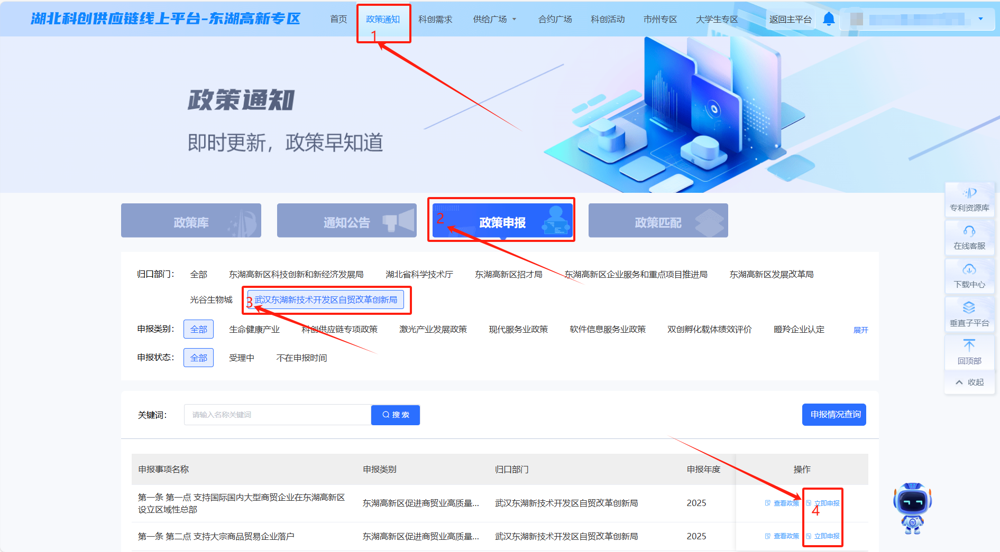 湖北科创供应链线上平台-东湖高新专区
首页 政策通知 科创需求 供给广场 合约广场 科创活动 市州专区 大学生专区 返回主平台
1
政策通知
即时更新，政策早知道
政策库 通知公告 2 政策申报 政策匹配
归口部门： 全部 东湖高新区科技创新和新经济发展局 湖北省科学技术厅 东湖高新区招才局 东湖高新区企业服务和重点项目推进局 东湖高新区发展改革局
光谷生物城 3 武汉东湖新技术开发区自贸改革创新局
申报类别： 全部 生命健康产业 科创供应链专项政策 激光产业发展政策 现代服务业政策 软件信息服务业政策 双创孵化载体绩效评价 瞪羚企业认定 展开
申报状态： 全部 受理中 不在申报时间
关键词： 请输入名称关键词 搜 索 申报情况查询
申报事项名称 申报类别 归口部门 申报年度 操作
第一条 第一点 支持国际国内大型商贸企业在东湖高新区
设立区域性总部
东湖高新区促进商贸业高质量... 武汉东湖新技术开发区自贸改革创新局 2025 查看政策 立即申报
4
第一条 第二点 支持大宗商品贸易企业落户 东湖高新区促进商贸业高质量... 武汉东湖新技术开发区自贸改革创新局 2025 查看政策 立即申报
专利资源库
在线客服
下载中心
垂直子平台
回顶部
收起